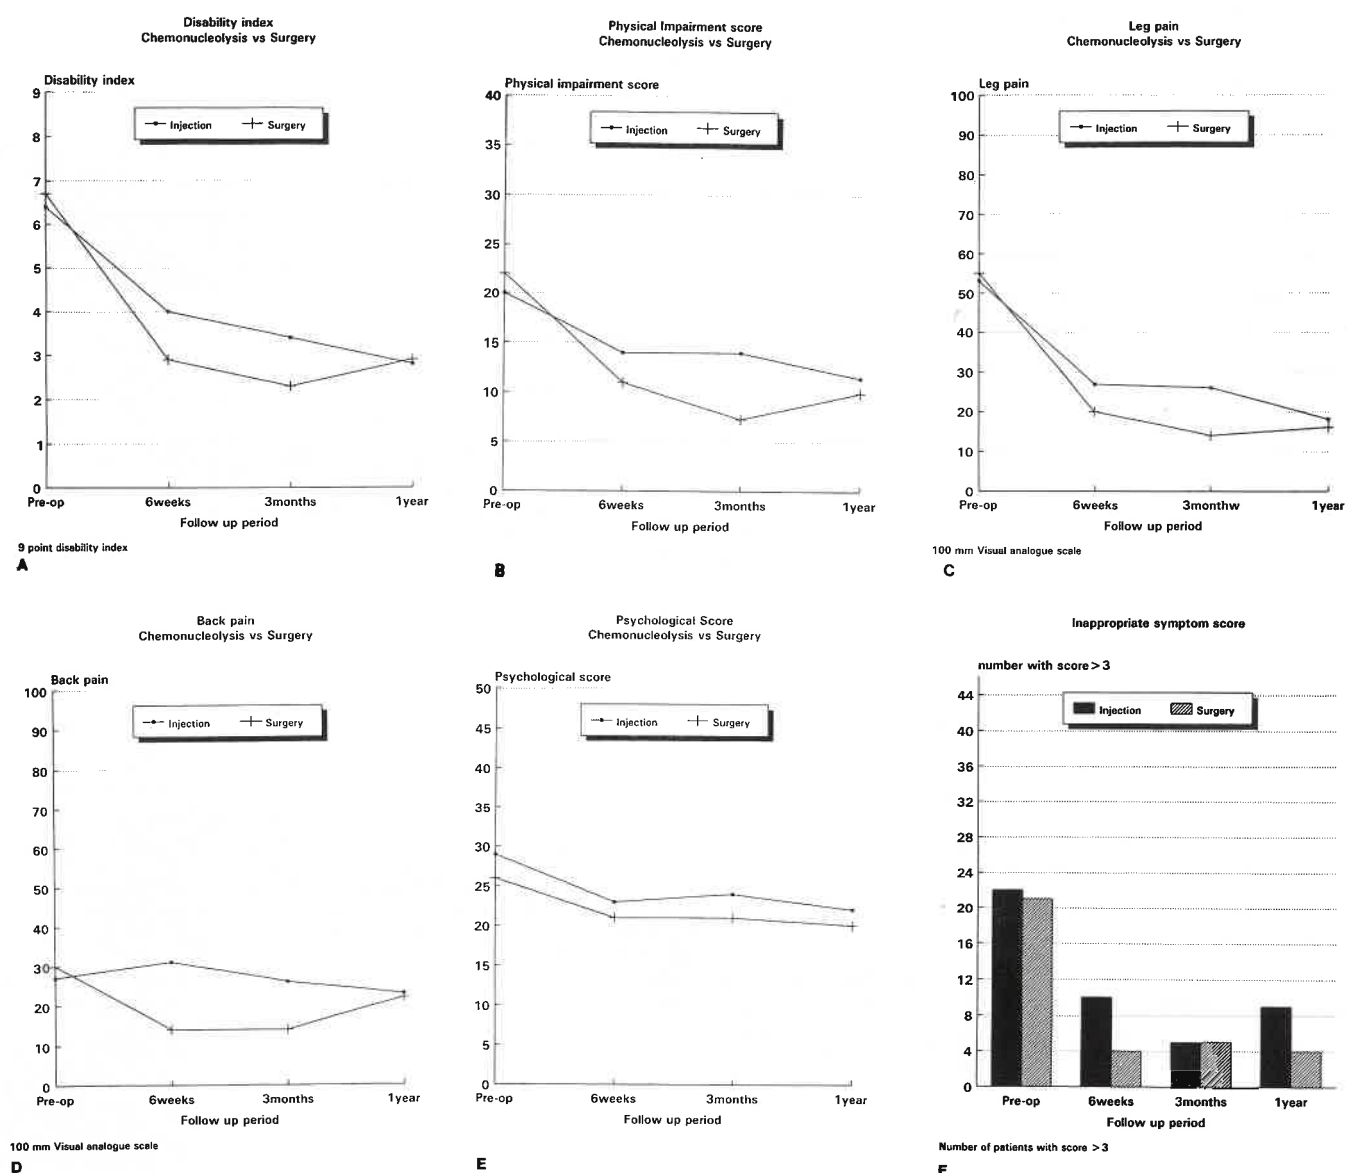 Disability index
Chemonucleolysis vs Surgery
Disability index
9
8
7
6
5
4
3
2
1
0
Injection
Surgery
Pre-op
6weeks
3months
1year
Follow up period
9 point disability index
A
Physical Impairment score
Chemonucleolysis vs Surgery
Physical impairment score
40
35
30
25
20
15
10
5
0
Injection
Surgery
Pre-op
6weeks
3months
1year
Follow up period
B
Leg pain
Chemonucleolysis vs Surgery
Leg pain
100
90
80
70
60
50
40
30
20
10
0
Injection
Surgery
Pre-op
6weeks
3monthw
1year
Follow up period
100 mm Visual analogue scale
C
Back pain
Chemonucleolysis vs Surgery
Back pain
100
90
80
70
60
50
40
30
20
10
0
Injection
Surgery
Pre-op
6weeks
3months
1year
Follow up period
100 mm Visual analogue scale
D
Psychological Score
Chemonucleolysis vs Surgery
Psychological score
50
45
40
35
30
25
20
15
10
5
0
Injection
Surgery
Pre-op
6weeks
3months
1year
Follow up period
E
Inappropriate symptom score
number with score > 3
44
40
36
32
28
24
20
16
12
8
4
0
Injection
Surgery
Pre-op
6weeks
3months
1year
Follow up period
Number of patients with score > 3
F